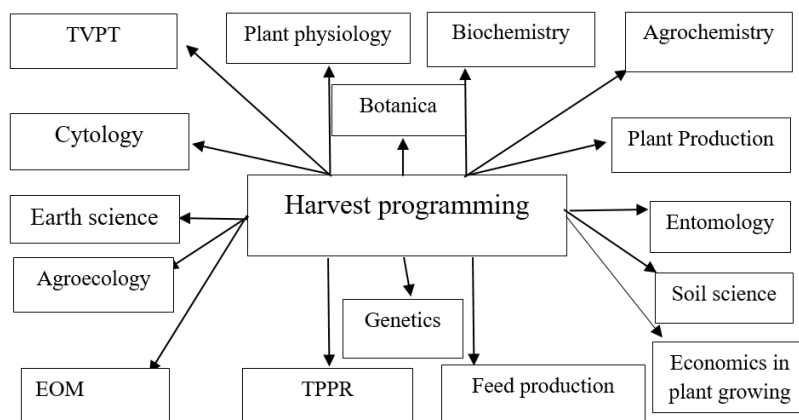 TVPT
Plant physiology
Biochemistry
Agrochemistry
Botanica
Cytology
Plant Production
Harvest programming
Earth science
Entomology
Agroecology
Soil science
Genetics
Economics in
plant growing
EOM
TPPR
Feed production